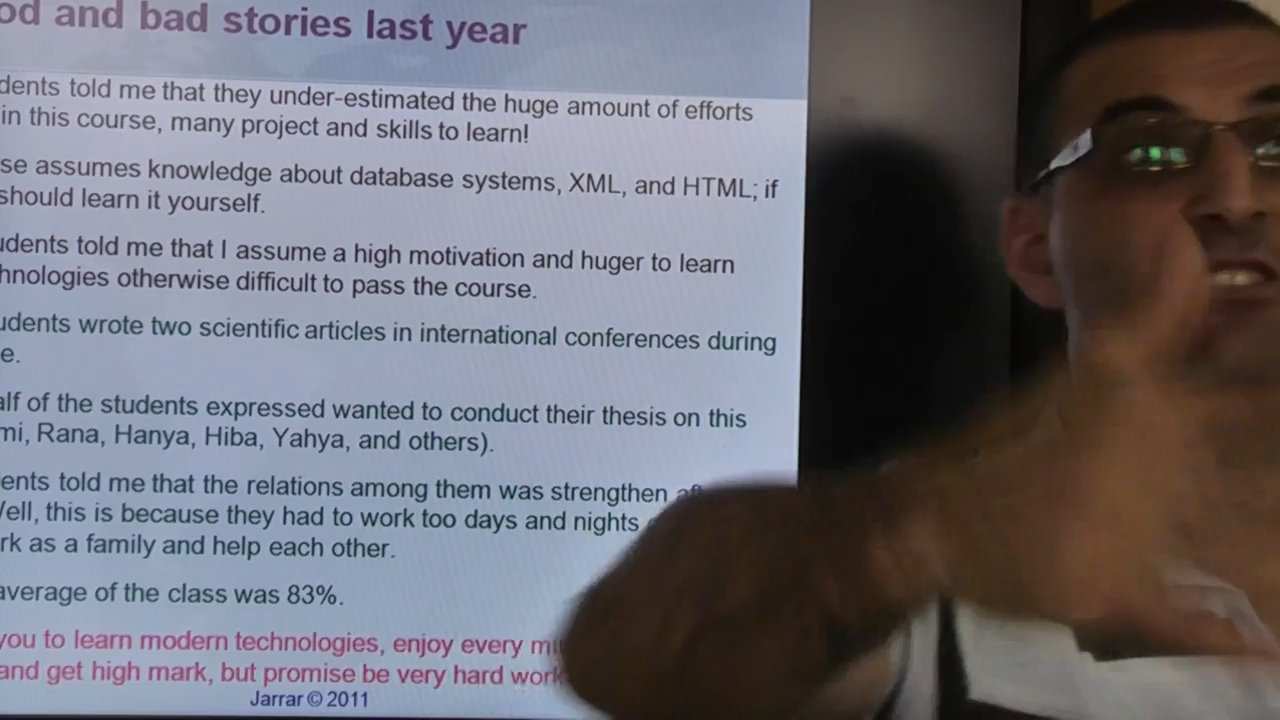 od and bad stories last year
dents told me that they under-estimated the huge amount of efforts
in this course, many project and skills to learn!
se assumes knowledge about database systems, XML, and HTML; if
should learn it yourself.
udents told me that I assume a high motivation and huger to learn
hnologies otherwise difficult to pass the course.
udents wrote two scientific articles in international conferences during
e.
alf of the students expressed wanted to conduct their thesis on this
mi, Rana, Hanya, Hiba, Yahya, and others).
ents told me that the relations among them was strengthen
Well, this is because they had to work too days and nights
rk as a family and help each other.
average of the class was 83%.
you to learn modern technologies, enjoy every
and get high mark, but promise be very hard work
Jarrar © 2011